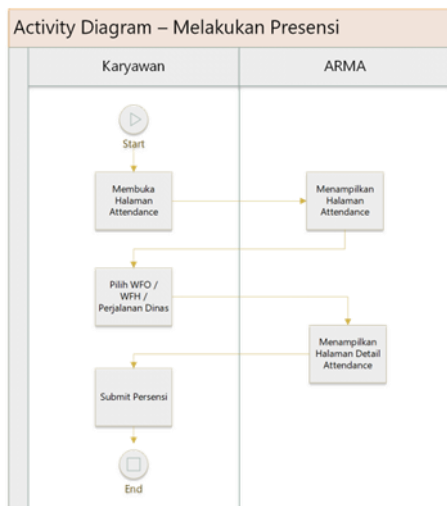 Activity Diagram – Melakukan Presensi
Karyawan
ARMA
Start
Membuka
Halaman
Attendance
Menampilkan
Halaman
Attendance
Pilih WFO /
WFH /
Perjalanan Dinas
Menampilkan
Halaman Detail
Attendance
Submit Persensi
End